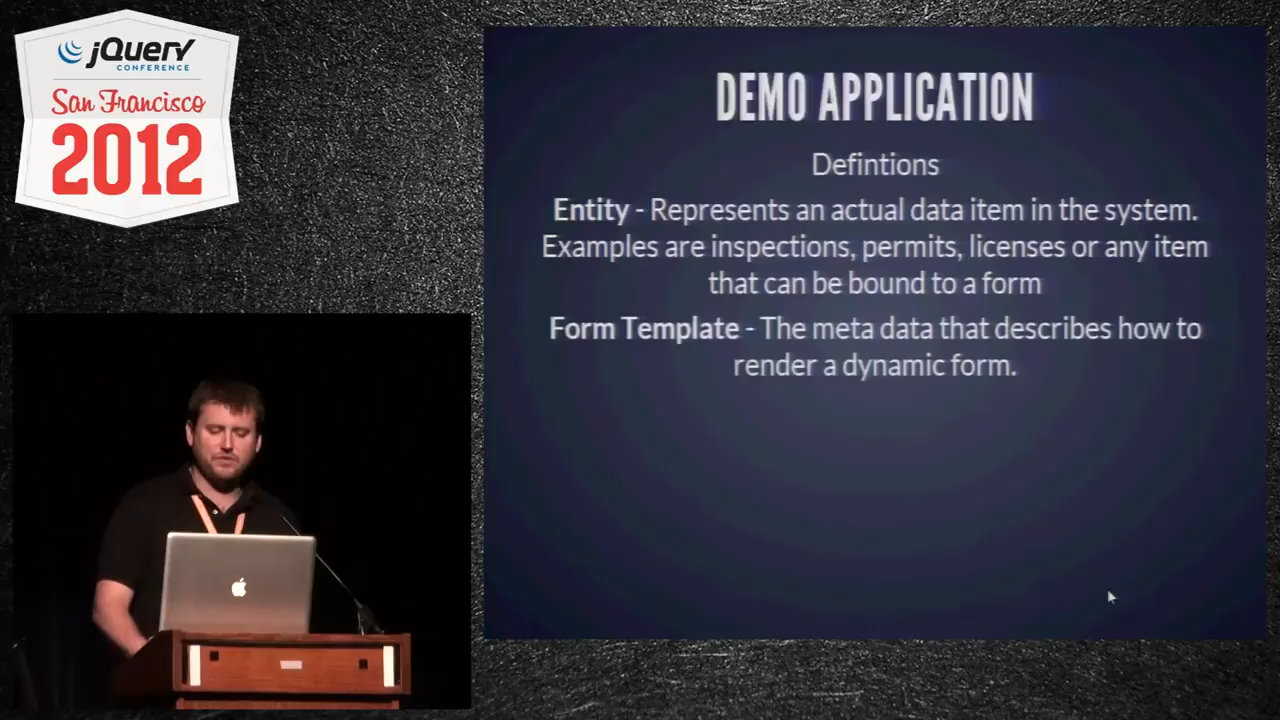 jQuery
CONFERENCE
San Francisco
2012
DEMO APPLICATION
Defintions
Entity - Represents an actual data item in the system.
Examples are inspections, permits, licenses or any item
that can be bound to a form
Form Template - The meta data that describes how to
render a dynamic form.